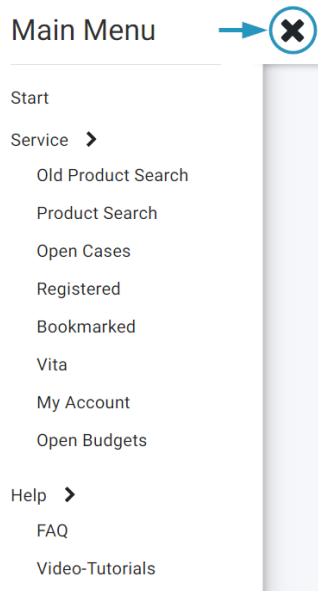 Main Menu
Start
Service
Old Product Search
Product Search
Open Cases
Registered
Bookmarked
Vita
My Account
Open Budgets
Help
FAQ
Video-Tutorials